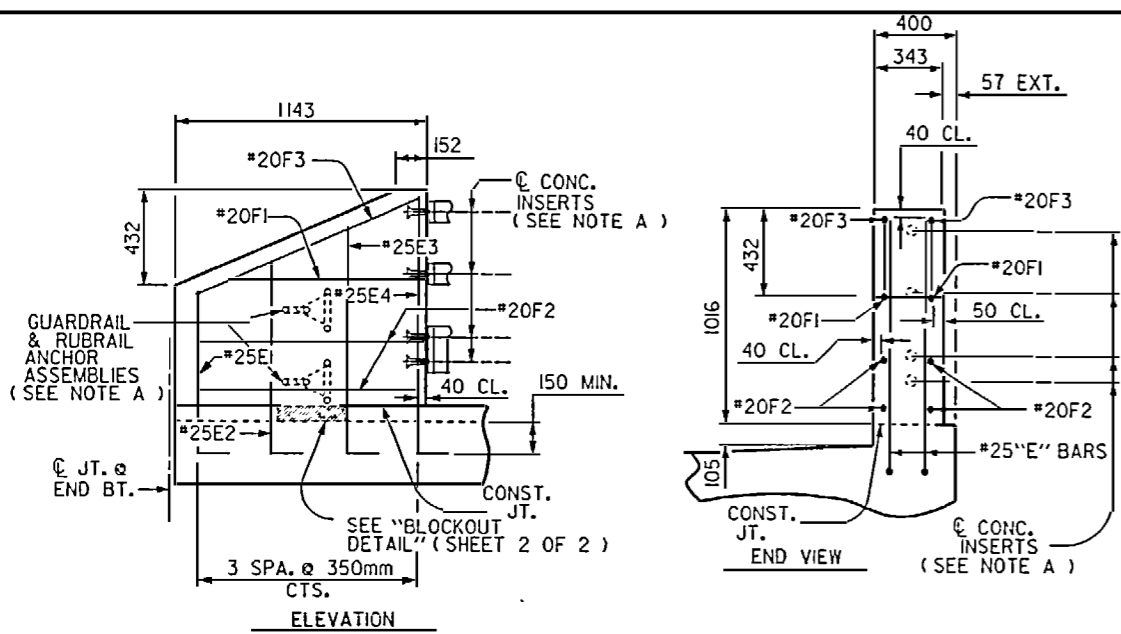 1143
152
#20F3
#20F1
432
℄ CONC.
INSERTS
( SEE NOTE A )
#25E3
#25E4
#20F2
GUARDRAIL
& RUBRAIL
ANCHOR
ASSEMBLIES
( SEE NOTE A )
#25E1
40 CL.
150 MIN.
#25E2
℄ JT. @
END BT.
CONST.
JT.
SEE "BLOCKOUT
DETAIL" ( SHEET 2 OF 2 )
3 SPA. @ 350mm
CTS.
ELEVATION
400
343
57 EXT.
40 CL.
#20F3
#20F3
432
1016
#20F1
#20F1
50 CL.
40 CL.
#20F2
#20F2
#25"E" BARS
105
CONST.
JT.
END VIEW
℄ CONC.
INSERTS
( SEE NOTE A )